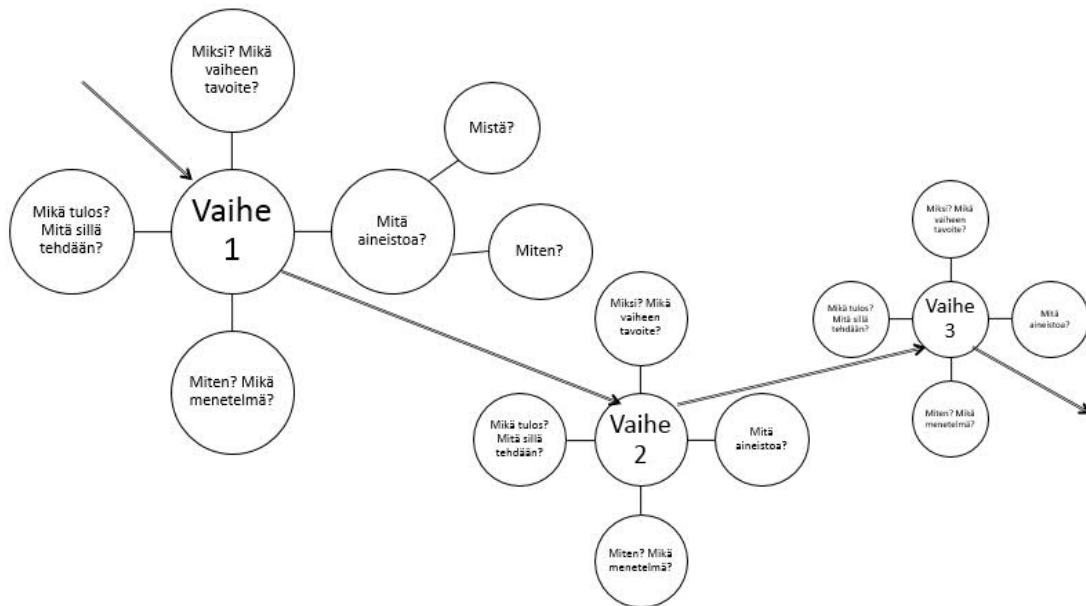 Miksi? Mikä
vaiheen
tavoite?
Mistä?
Mikä tulos?
Mitä sillä
tehdään?
Vaihe
1
Mitä
aineistoa?
Miten?
Miten? Mikä
menetelmä?
Miksi? Mikä
vaiheen
tavoite?
Mikä tulos?
Mitä sillä
tehdään?
Vaihe
2
Mitä
aineistoa?
Miten? Mikä
menetelmä?
Miksi? Mikä
vaiheen
tavoite?
Mikä tulos?
Mitä sillä
tehdään?
Vaihe
3
Mitä
aineistoa?
Miten? Mikä
menetelmä?